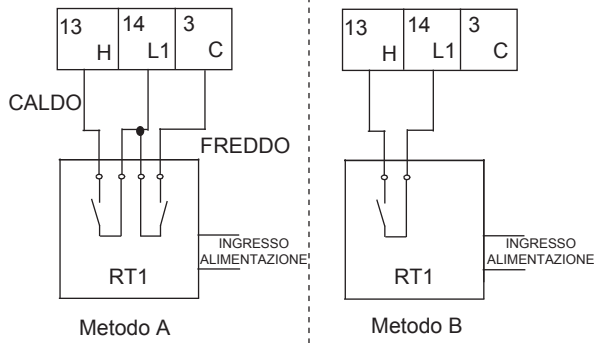 13 14 3
H L1 C
CALDO
FREDDO
INGRESSO
ALIMENTAZIONE
RT1
Metodo A
13 14 3
H L1 C
INGRESSO
ALIMENTAZIONE
RT1
Metodo B